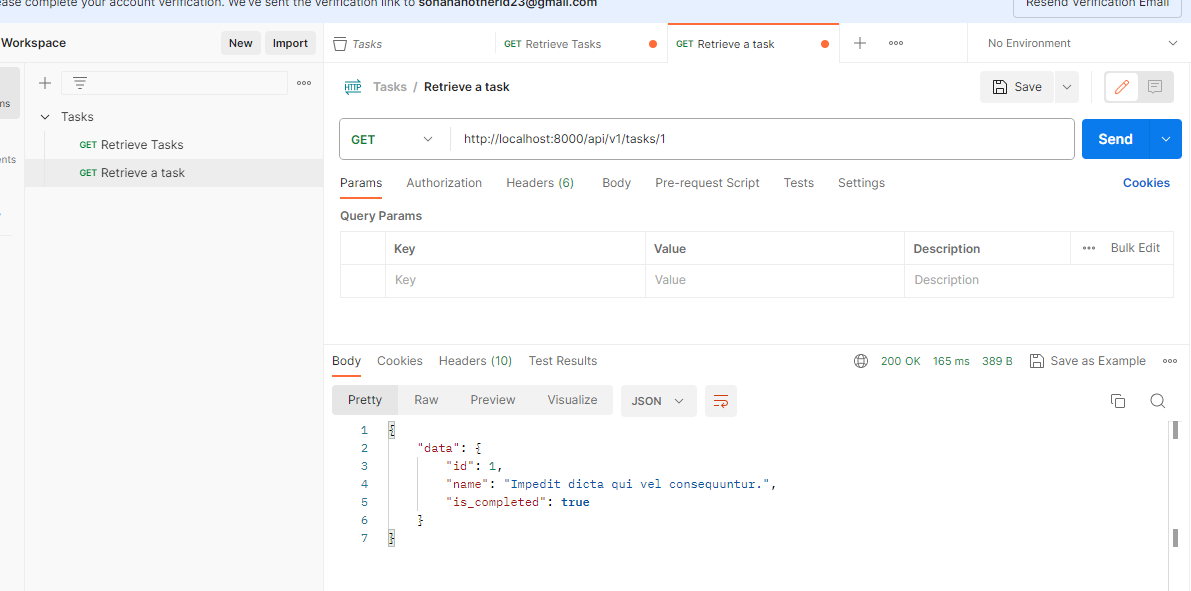 ease complete your account verification. We've sent the verification link to sohananotherid23@gmail.com
Resend Verification Email
Workspace
New
Import
Tasks
GET Retrieve Tasks
GET Retrieve a task
No Environment
ms
ents
Tasks
GET Retrieve Tasks
GET Retrieve a task
HTTP Tasks / Retrieve a task
Save
GET
http://localhost:8000/api/v1/tasks/1
Send
Params
Authorization
Headers (6)
Body
Pre-request Script
Tests
Settings
Cookies
Query Params
Key
Value
Description
Bulk Edit
Key
Value
Description
Body
Cookies
Headers (10)
Test Results
200 OK
165 ms
389 B
Save as Example
Pretty
Raw
Preview
Visualize
JSON
1 {
2 "data": {
3 "id": 1,
4 "name": "Impedit dicta qui vel consequuntur.",
5 "is_completed": true
6 }
7 }